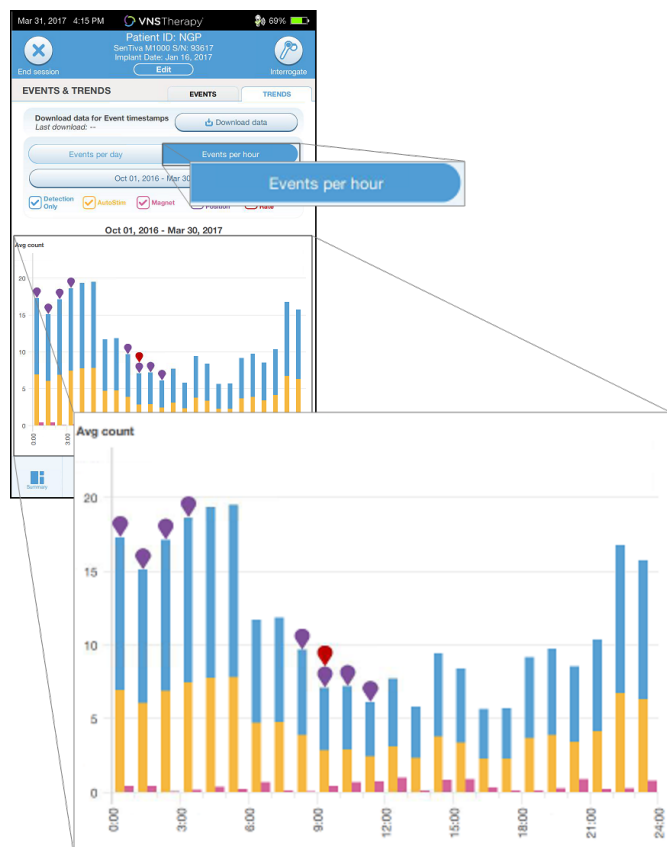 Mar 31, 2017 4:15 PM VNSTherapy 69%
Patient ID: NGP
SenTiva M1000 S/N: 93617
Implant Date: Jan 16, 2017
Edit
End session
Interrogate
EVENTS & TRENDS EVENTS TRENDS
Download data for Event timestamps
Last download: --
Download data
Events per day Events per hour
Events per hour
Oct 01, 2016 - Mar 30
Detection Only AutoStim Magnet Position Rate
Oct 01, 2016 - Mar 30, 2017
Avg count
20
15
10
5
0
0:00 3:00
Summary
Avg count
20
15
10
5
0
0:00 3:00 6:00 9:00 12:00 15:00 18:00 21:00 24:00